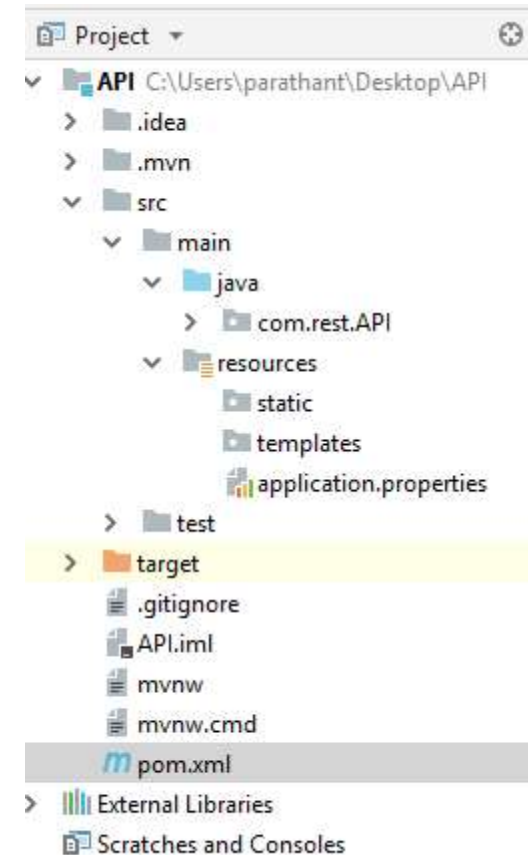 Project
API C:\Users\parathant\Desktop\API
.idea
.mvn
src
main
java
com.rest.API
resources
static
templates
application.properties
test
target
.gitignore
API.iml
mvnw
mvnw.cmd
m pom.xml
External Libraries
Scratches and Consoles